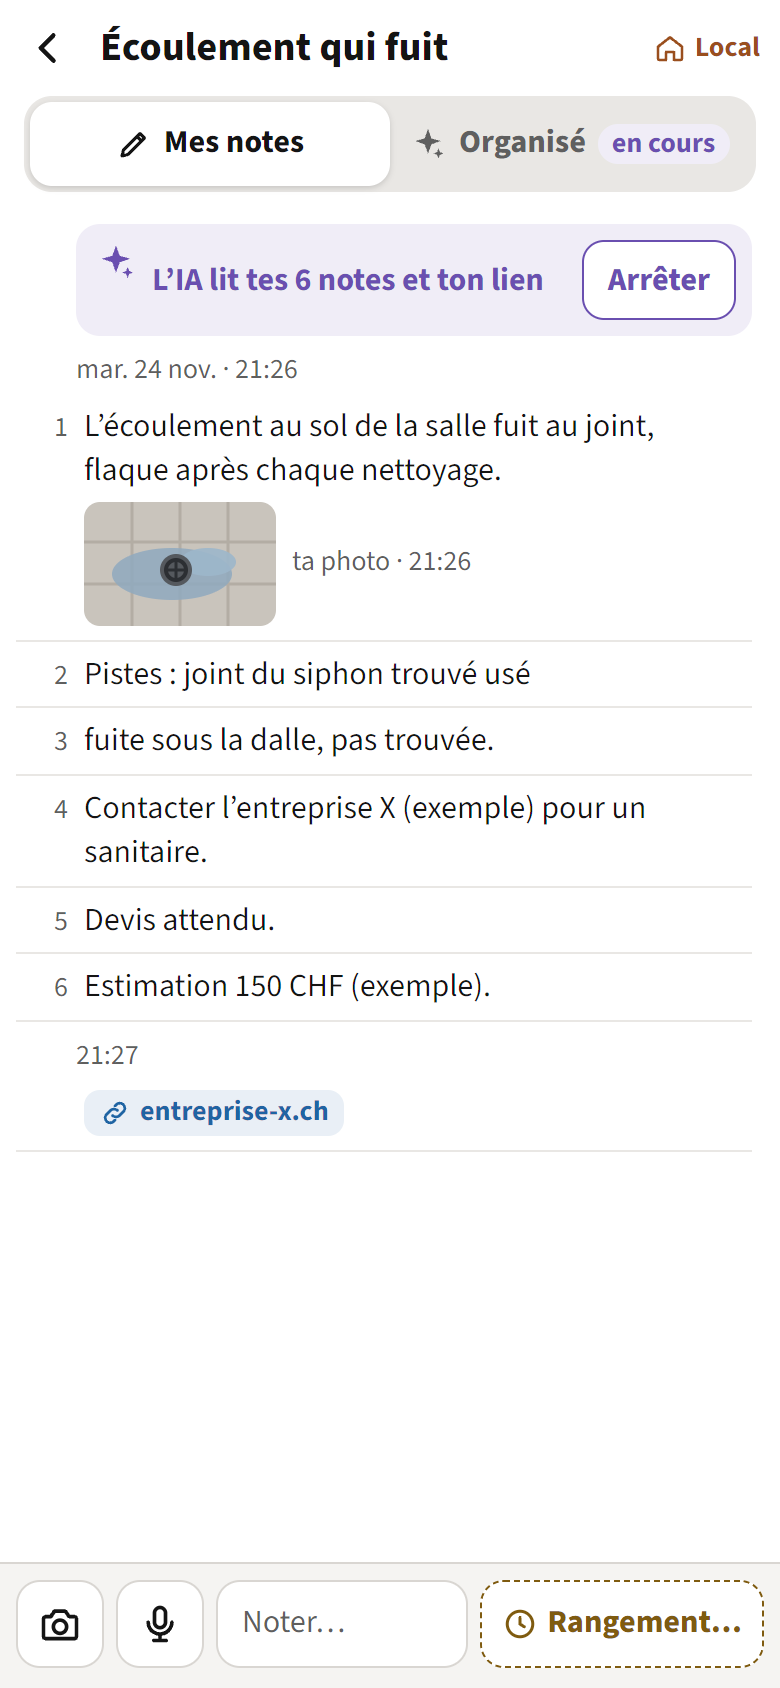 Écoulement qui fuit
Local
Mes notes
Organisé
en cours
L’IA lit tes 6 notes et ton lien
Arrêter
mar. 24 nov. · 21:26
1 L’écoulement au sol de la salle fuit au joint,
flaque après chaque nettoyage.
ta photo · 21:26
2 Pistes : joint du siphon trouvé usé
3 fuite sous la dalle, pas trouvée.
4 Contacter l’entreprise X (exemple) pour un
sanitaire.
5 Devis attendu.
6 Estimation 150 CHF (exemple).
21:27
entreprise-x.ch
Noter…
Rangement…